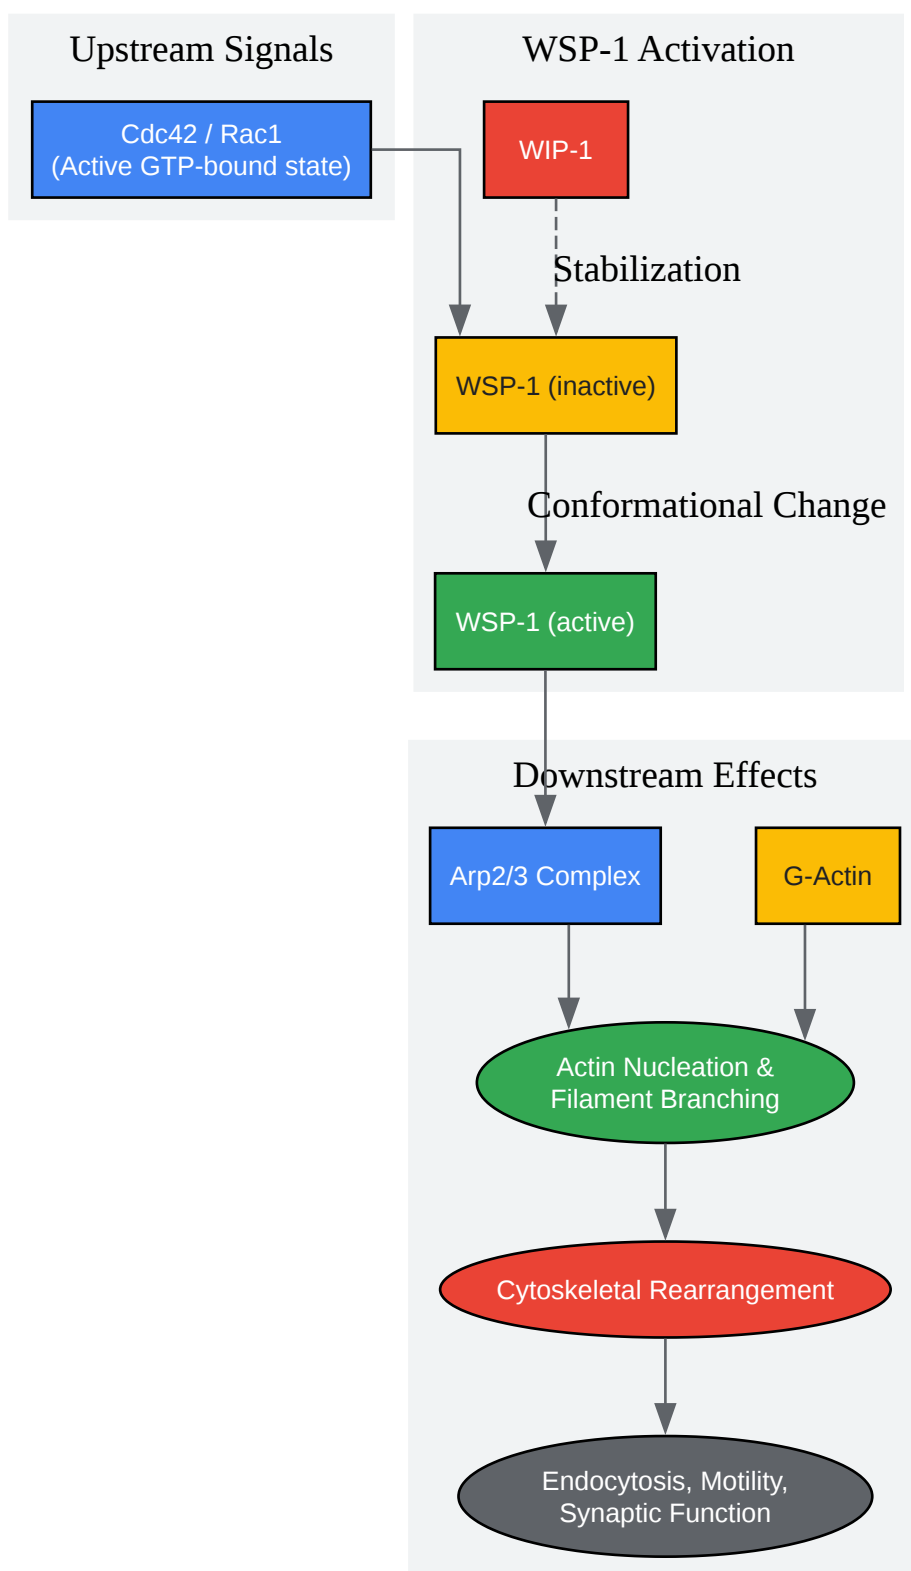 Upstream Signals
WSP-1 Activation
Cdc42 / Rac1
(Active GTP-bound state)
WIP-1
Stabilization
WSP-1 (inactive)
Conformational Change
WSP-1 (active)
Downstream Effects
Arp2/3 Complex
G-Actin
Actin Nucleation &
Filament Branching
Cytoskeletal Rearrangement
Endocytosis, Motility,
Synaptic Function